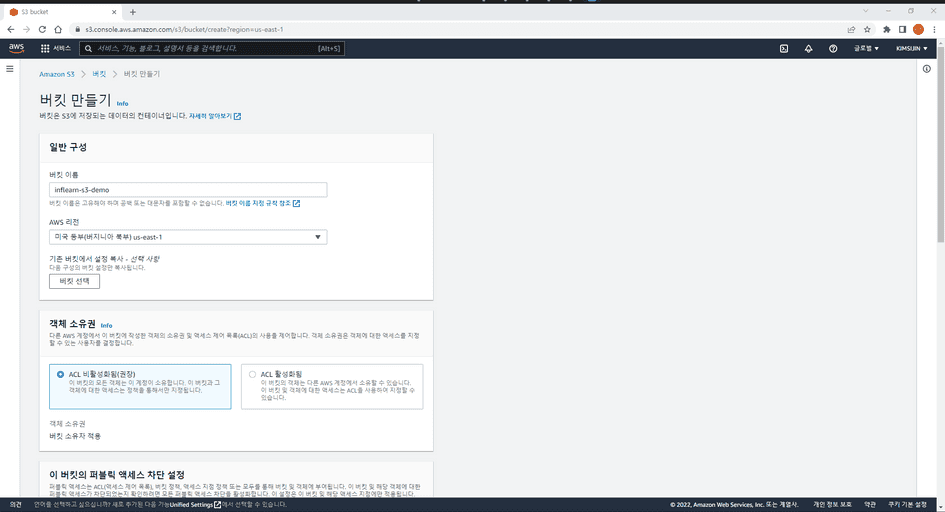 S3 bucket
s3.console.aws.amazon.com/s3/bucket/create?region=us-east-1
aws 서비스 서비스, 기능, 블로그, 설명서 등을 검색합니다. [Alt+S] 글로벌 KIMSIJIN
Amazon S3 > 버킷 > 버킷 만들기
버킷 만들기 Info
버킷은 S3에 저장되는 데이터의 컨테이너입니다. 자세히 알아보기
일반 구성
버킷 이름
inflearn-s3-demo
버킷 이름은 고유해야 하며 공백 또는 대문자를 포함할 수 없습니다. 버킷 이름 지정 규칙 참조
AWS 리전
미국 동부(버지니아 북부) us-east-1
기존 버킷에서 설정 복사 - 선택 사항
다음 구성의 버킷 설정만 복사됩니다.
버킷 선택
객체 소유권 Info
다른 AWS 계정에서 이 버킷에 작성한 객체의 소유권 및 액세스 제어 목록(ACL)의 사용을 제어합니다. 객체 소유권은 객체에 대한 액세스를 지정
할 수 있는 사용자를 결정합니다.
ACL 비활성화됨(권장)
이 버킷의 모든 객체는 이 계정이 소유합니다. 이 버킷과 그
객체에 대한 액세스는 정책을 통해서만 지정됩니다.
ACL 활성화됨
이 버킷의 객체는 다른 AWS 계정에서 소유할 수 있습니다.
이 버킷 및 객체에 대한 액세스는 ACL을 사용하여 지정할 수
있습니다.
객체 소유권
버킷 소유자 적용
이 버킷의 퍼블릭 액세스 차단 설정
퍼블릭 액세스는 ACL(액세스 제어 목록), 버킷 정책, 액세스 지점 정책 또는 모두를 통해 버킷 및 객체에 부여됩니다. 이 버킷 및 해당 객체에 대한
퍼블릭 액세스가 차단되었는지 확인하려면 모든 퍼블릭 액세스 차단을 활성화합니다. 이 설정은 이 버킷 및 해당 액세스 지점에만 적용됩니다.
의견 언어를 선택하고 싶으십니까? 새로 추가된 다음 기능Unified Settings에서 선택할 수 있습니다. © 2022, Amazon Web Services, Inc. 또는 계열사. 개인 정보 보호 약관 쿠키 기본 설정